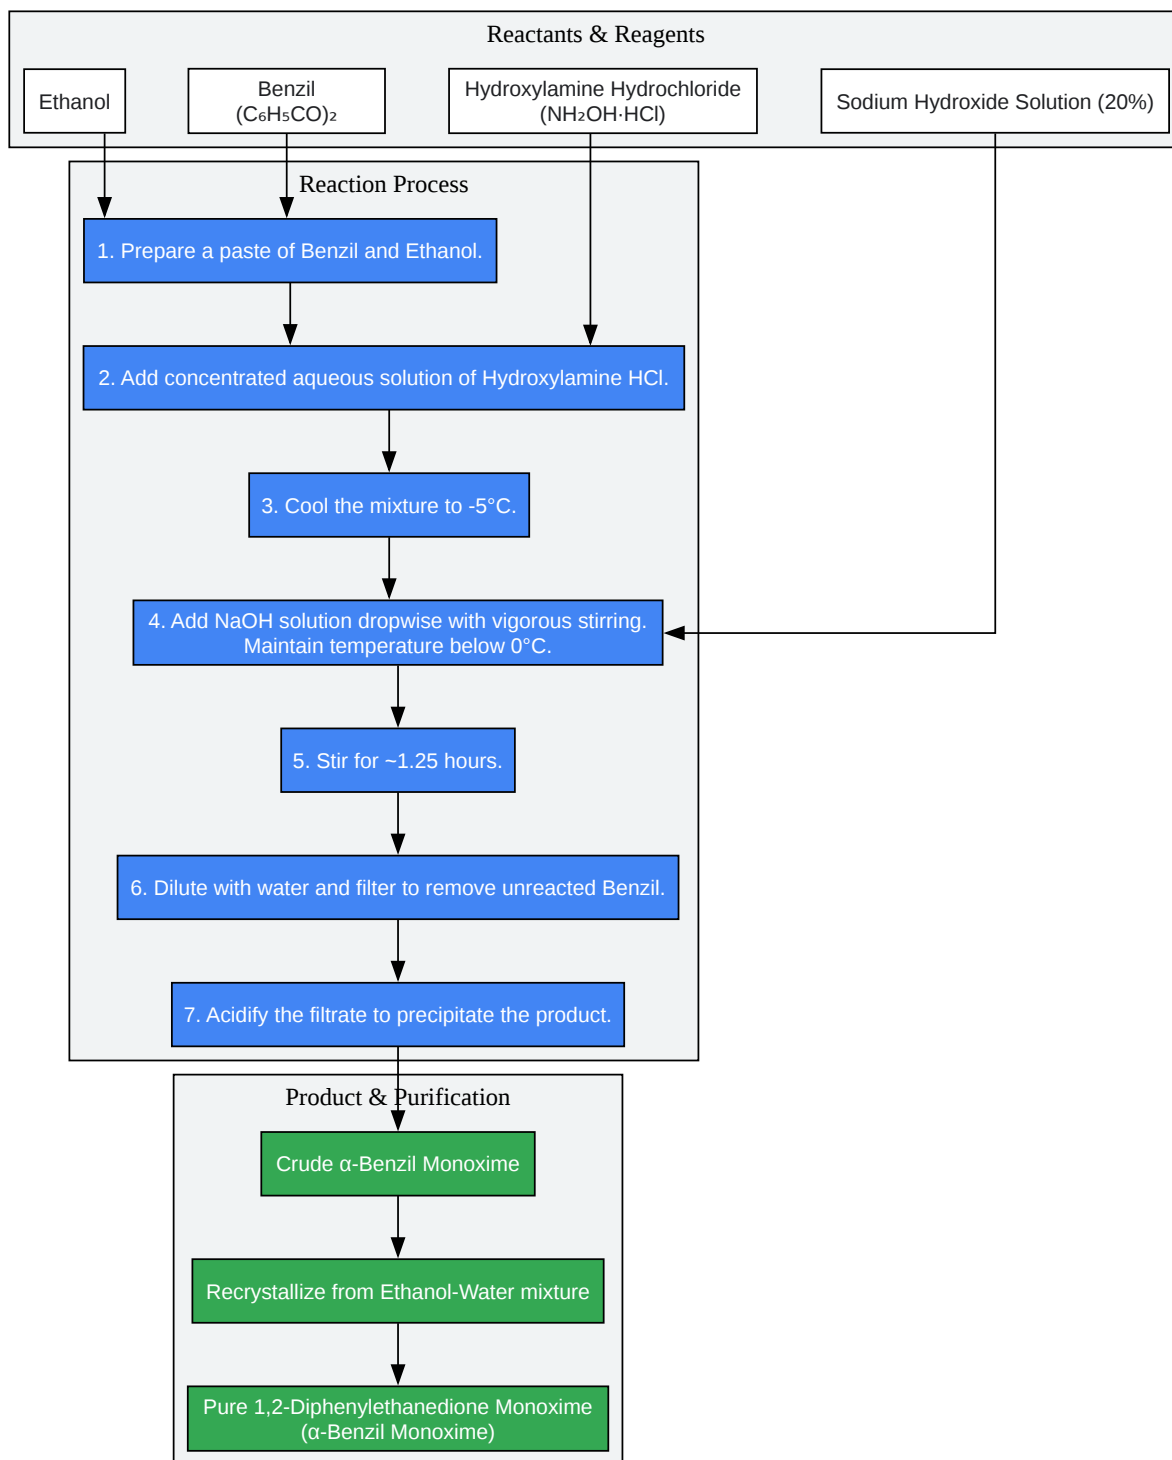 Reactants & Reagents
Ethanol
Benzil
(C₆H₅CO)₂
Hydroxylamine Hydrochloride
(NH₂OH·HCl)
Sodium Hydroxide Solution (20%)
Reaction Process
1. Prepare a paste of Benzil and Ethanol.
2. Add concentrated aqueous solution of Hydroxylamine HCl.
3. Cool the mixture to -5°C.
4. Add NaOH solution dropwise with vigorous stirring.
Maintain temperature below 0°C.
5. Stir for ~1.25 hours.
6. Dilute with water and filter to remove unreacted Benzil.
7. Acidify the filtrate to precipitate the product.
Product & Purification
Crude α-Benzil Monoxime
Recrystallize from Ethanol-Water mixture
Pure 1,2-Diphenylethanedione Monoxime
(α-Benzil Monoxime)